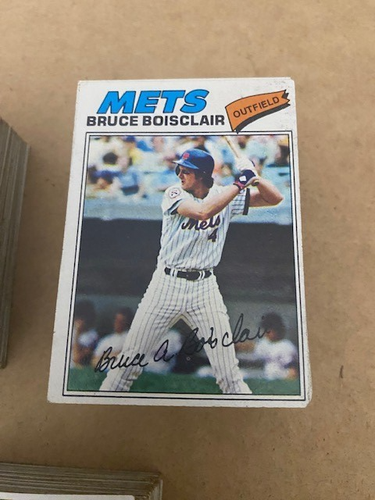 METS
BRUCE BOISCLAIR
OUTFIELD
Mets
4
Bruce A. Boisclair